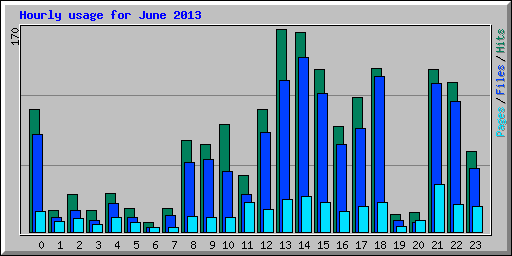 Hourly usage for June 2013
170
Pages/Files/Hits
0 1 2 3 4 5 6 7 8 9 10 11 12 13 14 15 16 17 18 19 20 21 22 23